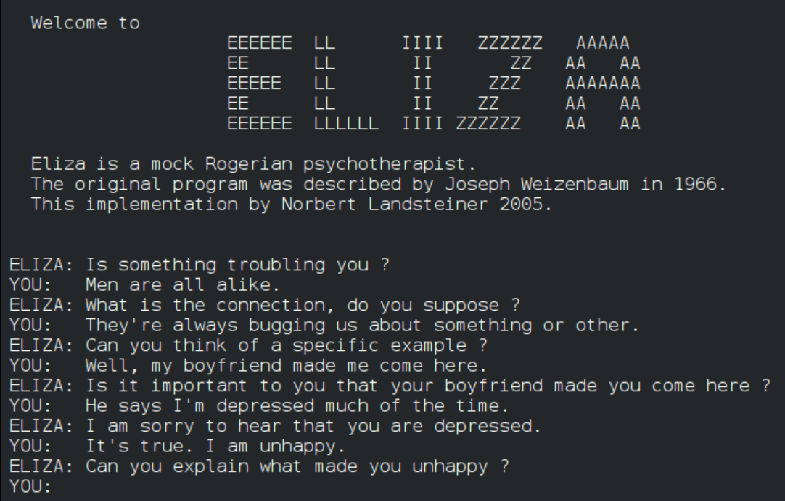 Welcome to
EEEEEE  LL      IIII   ZZZZZZ   AAAAA
EE      LL       II       ZZ   AA   AA
EEEEE   LL       II     ZZZ    AAAAAAA
EE      LL       II    ZZ      AA   AA
EEEEEE  LLLLLL  IIII ZZZZZZ    AA   AA
Eliza is a mock Rogerian psychotherapist.
The original program was described by Joseph Weizenbaum in 1966.
This implementation by Norbert Landsteiner 2005.
ELIZA: Is something troubling you ?
YOU:   Men are all alike.
ELIZA: What is the connection, do you suppose ?
YOU:   They're always bugging us about something or other.
ELIZA: Can you think of a specific example ?
YOU:   Well, my boyfriend made me come here.
ELIZA: Is it important to you that your boyfriend made you come here ?
YOU:   He says I'm depressed much of the time.
ELIZA: I am sorry to hear that you are depressed.
YOU:   It's true. I am unhappy.
ELIZA: Can you explain what made you unhappy ?
YOU: